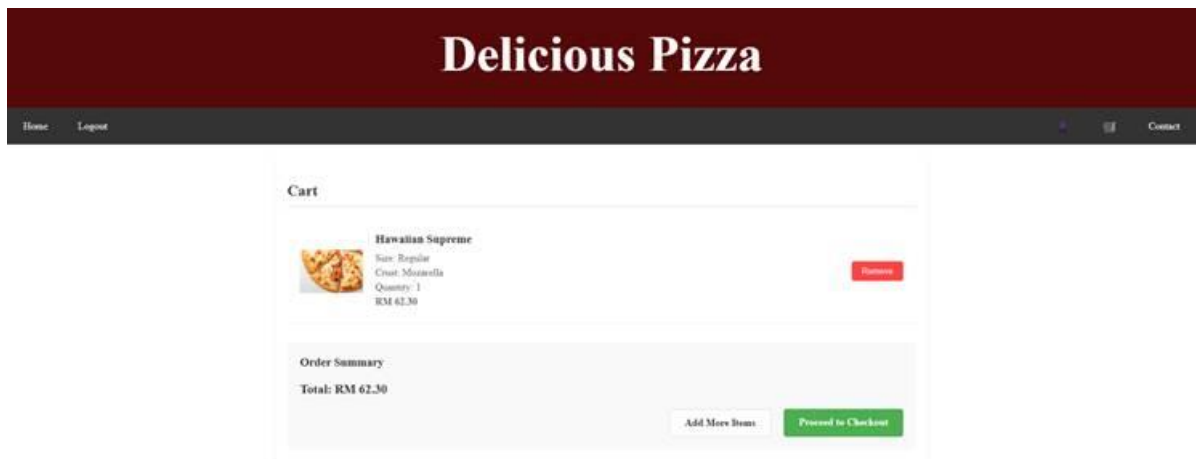 Delicious Pizza
Home Logout Contact
Cart
Hawaiian Supreme
Size: Regular
Crust: Mozarella
Quantity: 1
RM 62.30
Remove
Order Summary
Total: RM 62.30
Add More Items
Proceed to Checkout